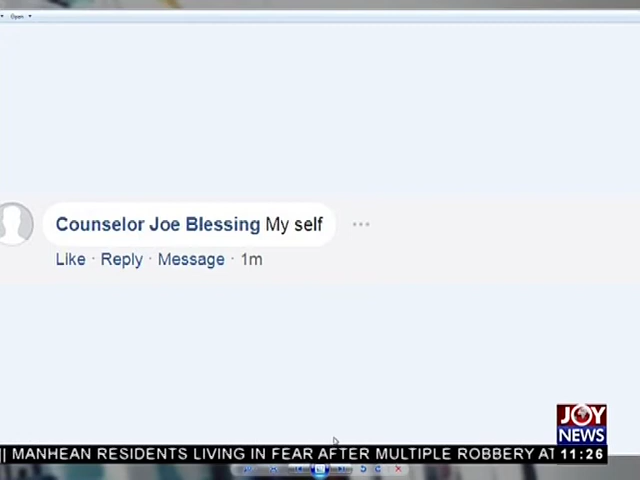 Open
Counselor Joe Blessing My self
Like · Reply · Message · 1m
JOY
NEWS
|| MANHEAN RESIDENTS LIVING IN FEAR AFTER MULTIPLE ROBBERY AT 11:26